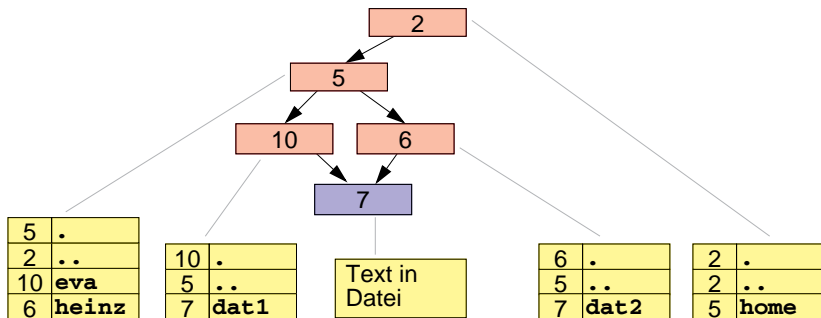 2
5
10 6
7
5 .
2 ..
10 eva
6 heinz
10 .
5 ..
7 dat1
Text in
Datei
6 .
5 ..
7 dat2
2 .
2 ..
5 home